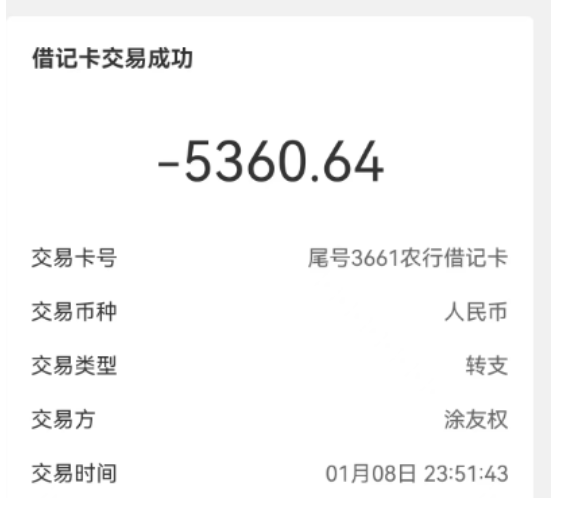 借记卡交易成功
-5360.64
交易卡号 尾号3661农行借记卡
交易币种 人民币
交易类型 转支
交易方 涂友权
交易时间 01月08日 23:51:43